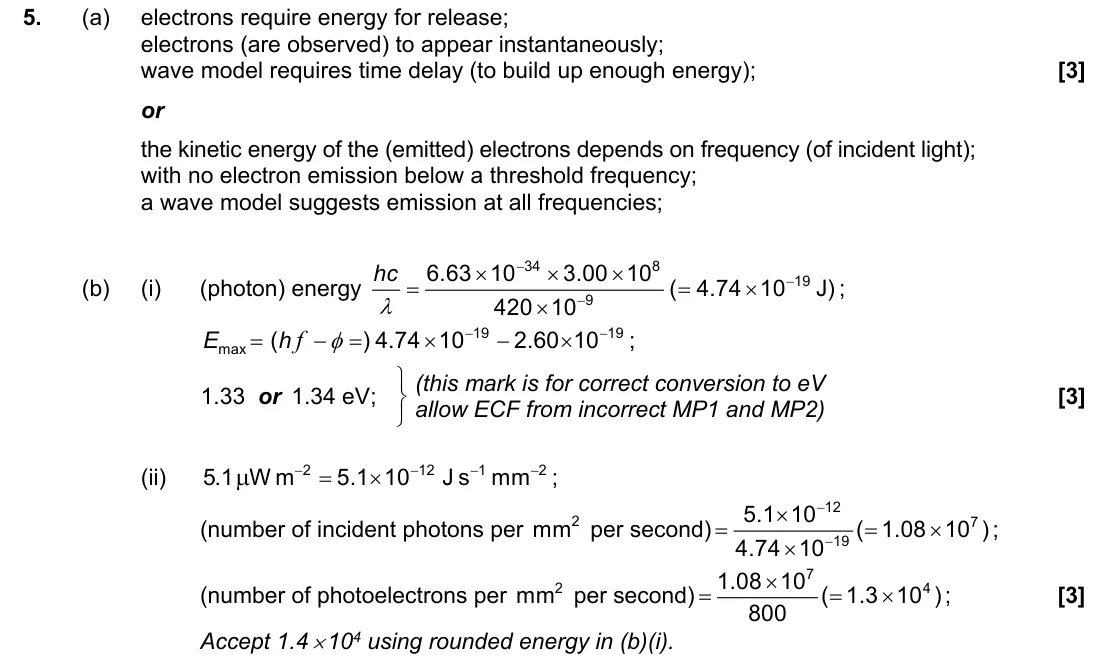 5. (a) electrons require energy for release;
electrons (are observed) to appear instantaneously;
wave model requires time delay (to build up enough energy); [3]
or
the kinetic energy of the (emitted) electrons depends on frequency (of incident light);
with no electron emission below a threshold frequency;
a wave model suggests emission at all frequencies;
(b) (i) (photon) energy hc/λ = 6.63×10⁻³⁴ ×3.00×10⁸/420×10⁻⁹ (= 4.74×10⁻¹⁹ J);
Emax = (hf − ϕ =) 4.74×10⁻¹⁹ − 2.60×10⁻¹⁹;
1.33 or 1.34 eV; } (this mark is for correct conversion to eV
allow ECF from incorrect MP1 and MP2) [3]
(ii) 5.1μW m⁻² = 5.1×10⁻¹² J s⁻¹ mm⁻²;
(number of incident photons per mm² per second) = 5.1×10⁻¹²/4.74×10⁻¹⁹ (= 1.08×10⁷);
(number of photoelectrons per mm² per second) = 1.08×10⁷/800 (= 1.3×10⁴); [3]
Accept 1.4×10⁴ using rounded energy in (b)(i).